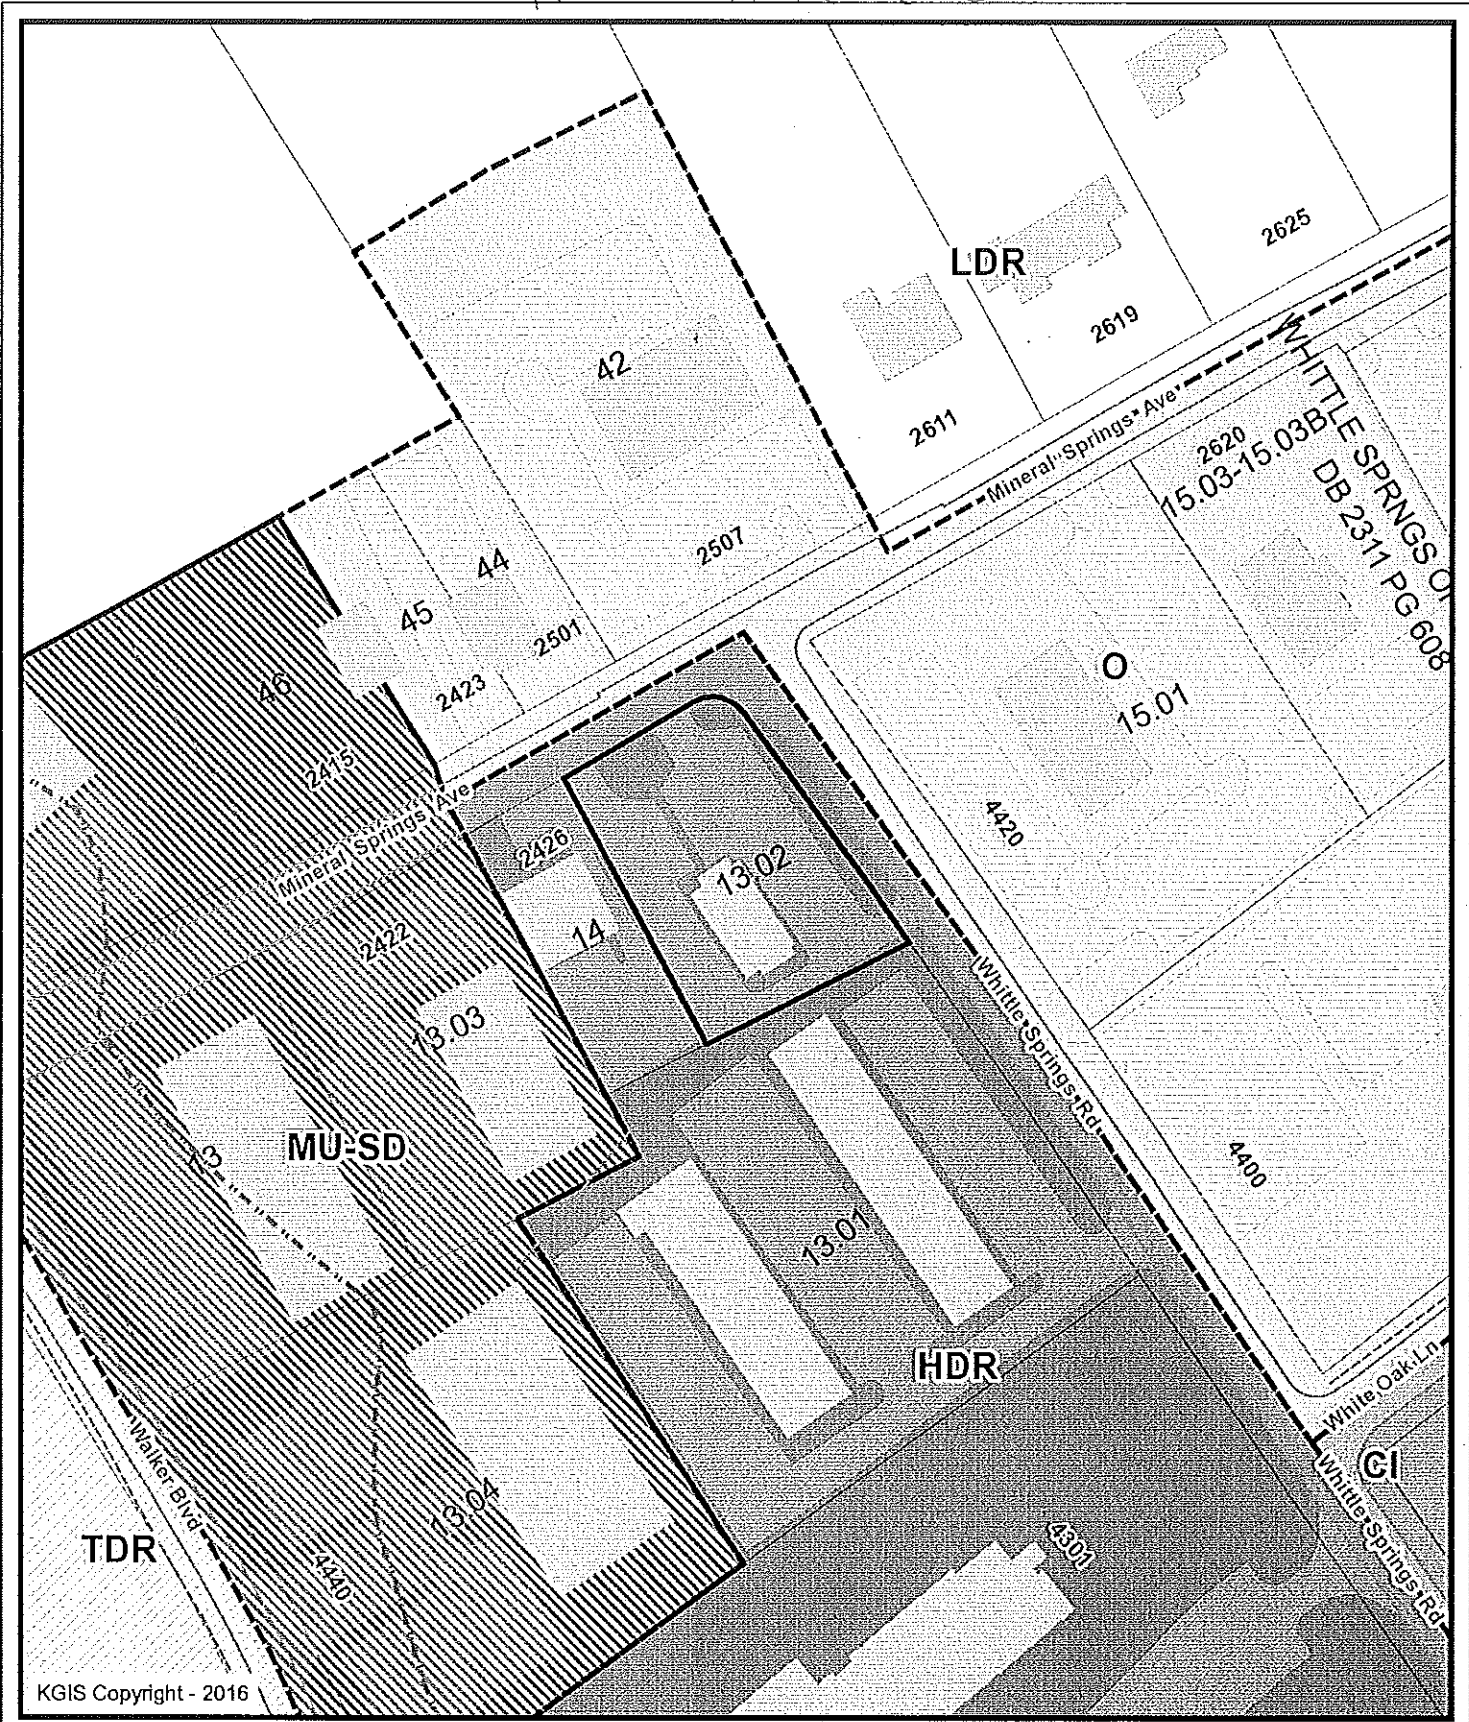 LDR
2625
2619
2611
Mineral Springs Ave
42
2507
WHITTLE SPRNGS O
DB 2311 PG 608
2620
15.03-15.03B
44
45
2501
2423
46
2415
Mineral Springs Ave
O
15.01
4420
2426
13.02
14
2422
13.03
Whittle Springs Rd
13
MU-SD
13.01
4400
HDR
White Oak Ln
CI
Whittle Springs Rd
Walker Blvd
13.04
TDR
4440
4301
KGIS Copyright - 2016